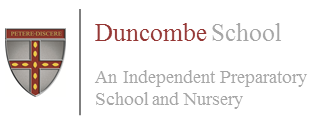 PETERE·DISCERE
Duncombe School
An Independent Preparatory
School and Nursery